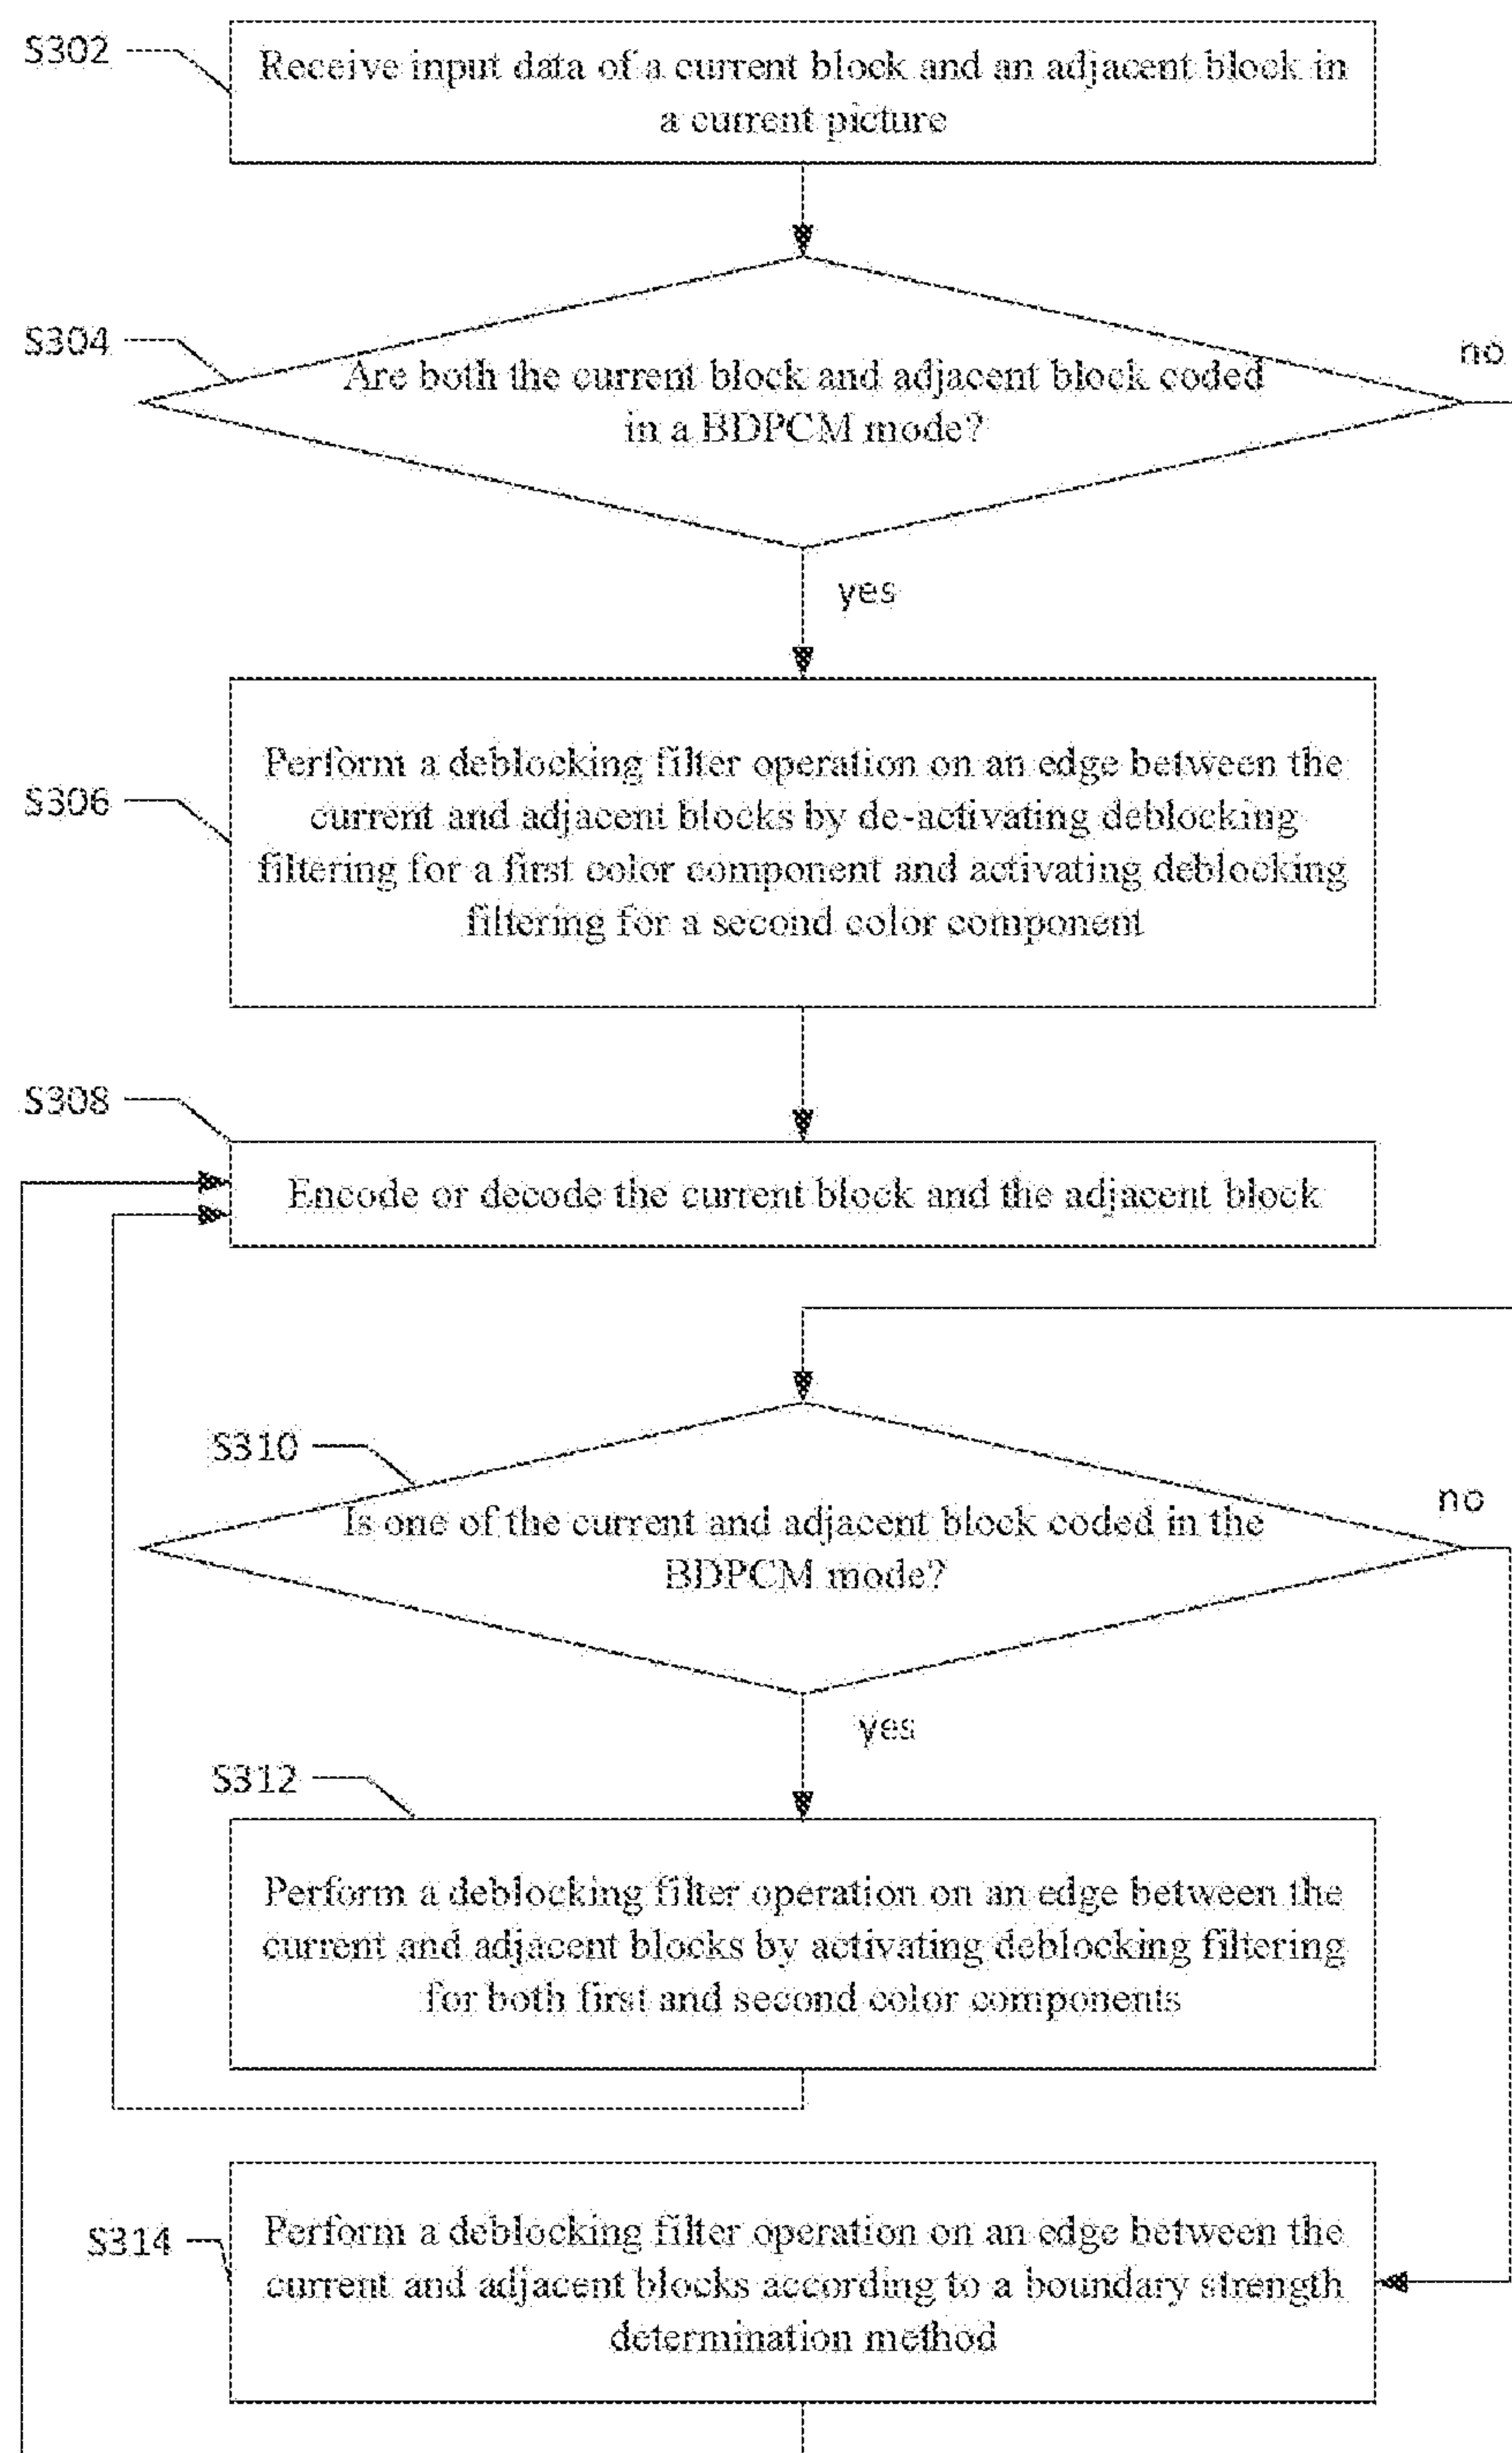 S302
Receive input data of a current block and an adjacent block in
a current picture
S304
Are both the current block and adjacent block coded
in a BDPCM mode?
no
yes
S306
Perform a deblocking filter operation on an edge between the
current and adjacent blocks by de-activating deblocking
filtering for a first color component and activating deblocking
filtering for a second color component
S308
Encode or decode the current block and the adjacent block
S310
Is one of the current and adjacent block coded in the
BDPCM mode?
no
yes
S312
Perform a deblocking filter operation on an edge between the
current and adjacent blocks by activating deblocking filtering
for both first and second color components
S314
Perform a deblocking filter operation on an edge between the
current and adjacent blocks according to a boundary strength
determination method